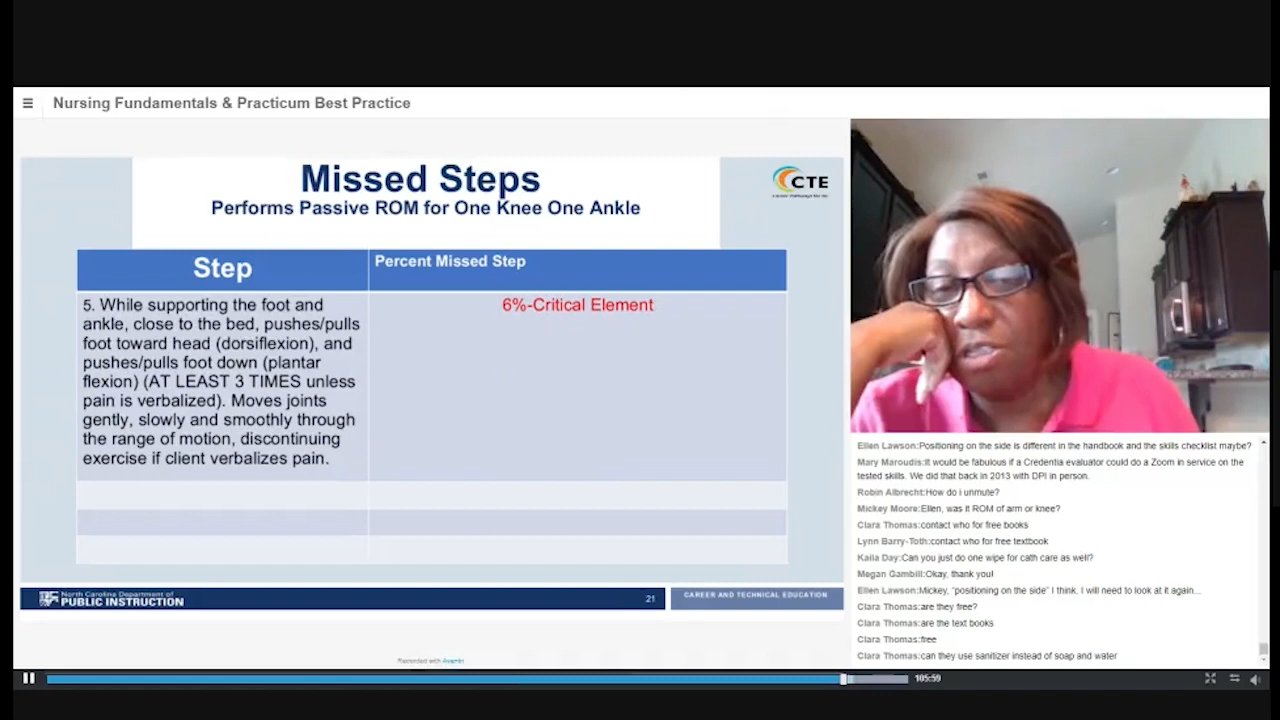 Nursing Fundamentals & Practicum Best Practice
Missed Steps
Performs Passive ROM for One Knee One Ankle
CTE
Step
Percent Missed Step
5. While supporting the foot and
ankle, close to the bed, pushes/pulls
foot toward head (dorsiflexion), and
pushes/pulls foot down (plantar
flexion) (AT LEAST 3 TIMES unless
pain is verbalized). Moves joints
gently, slowly and smoothly through
the range of motion, discontinuing
exercise if client verbalizes pain.
6%-Critical Element
North Carolina Department of
PUBLIC INSTRUCTION
21
CAREER AND TECHNICAL EDUCATION
Recorded with
Ellen Lawson:Positioning on the side is different in the handbook and the skills checklist maybe?
Mary Maroudis:It would be fabulous if a Credentia evaluator could do a Zoom in service on the
tested skills. We did that back in 2013 with DPI in person.
Robin Albrecht:How do i unmute?
Mickey Moore:Ellen, was it ROM of arm or knee?
Clara Thomas:contact who for free books
Lynn Barry-Toth:contact who for free textbook
Kaila Day:Can you just do one wipe for cath care as well?
Megan Gambill:Okay, thank you!
Ellen Lawson:Mickey, "positioning on the side" I think. I will need to look at it again...
Clara Thomas:are they free?
Clara Thomas:are the text books
Clara Thomas:free
Clara Thomas:can they use sanitizer instead of soap and water
105:59